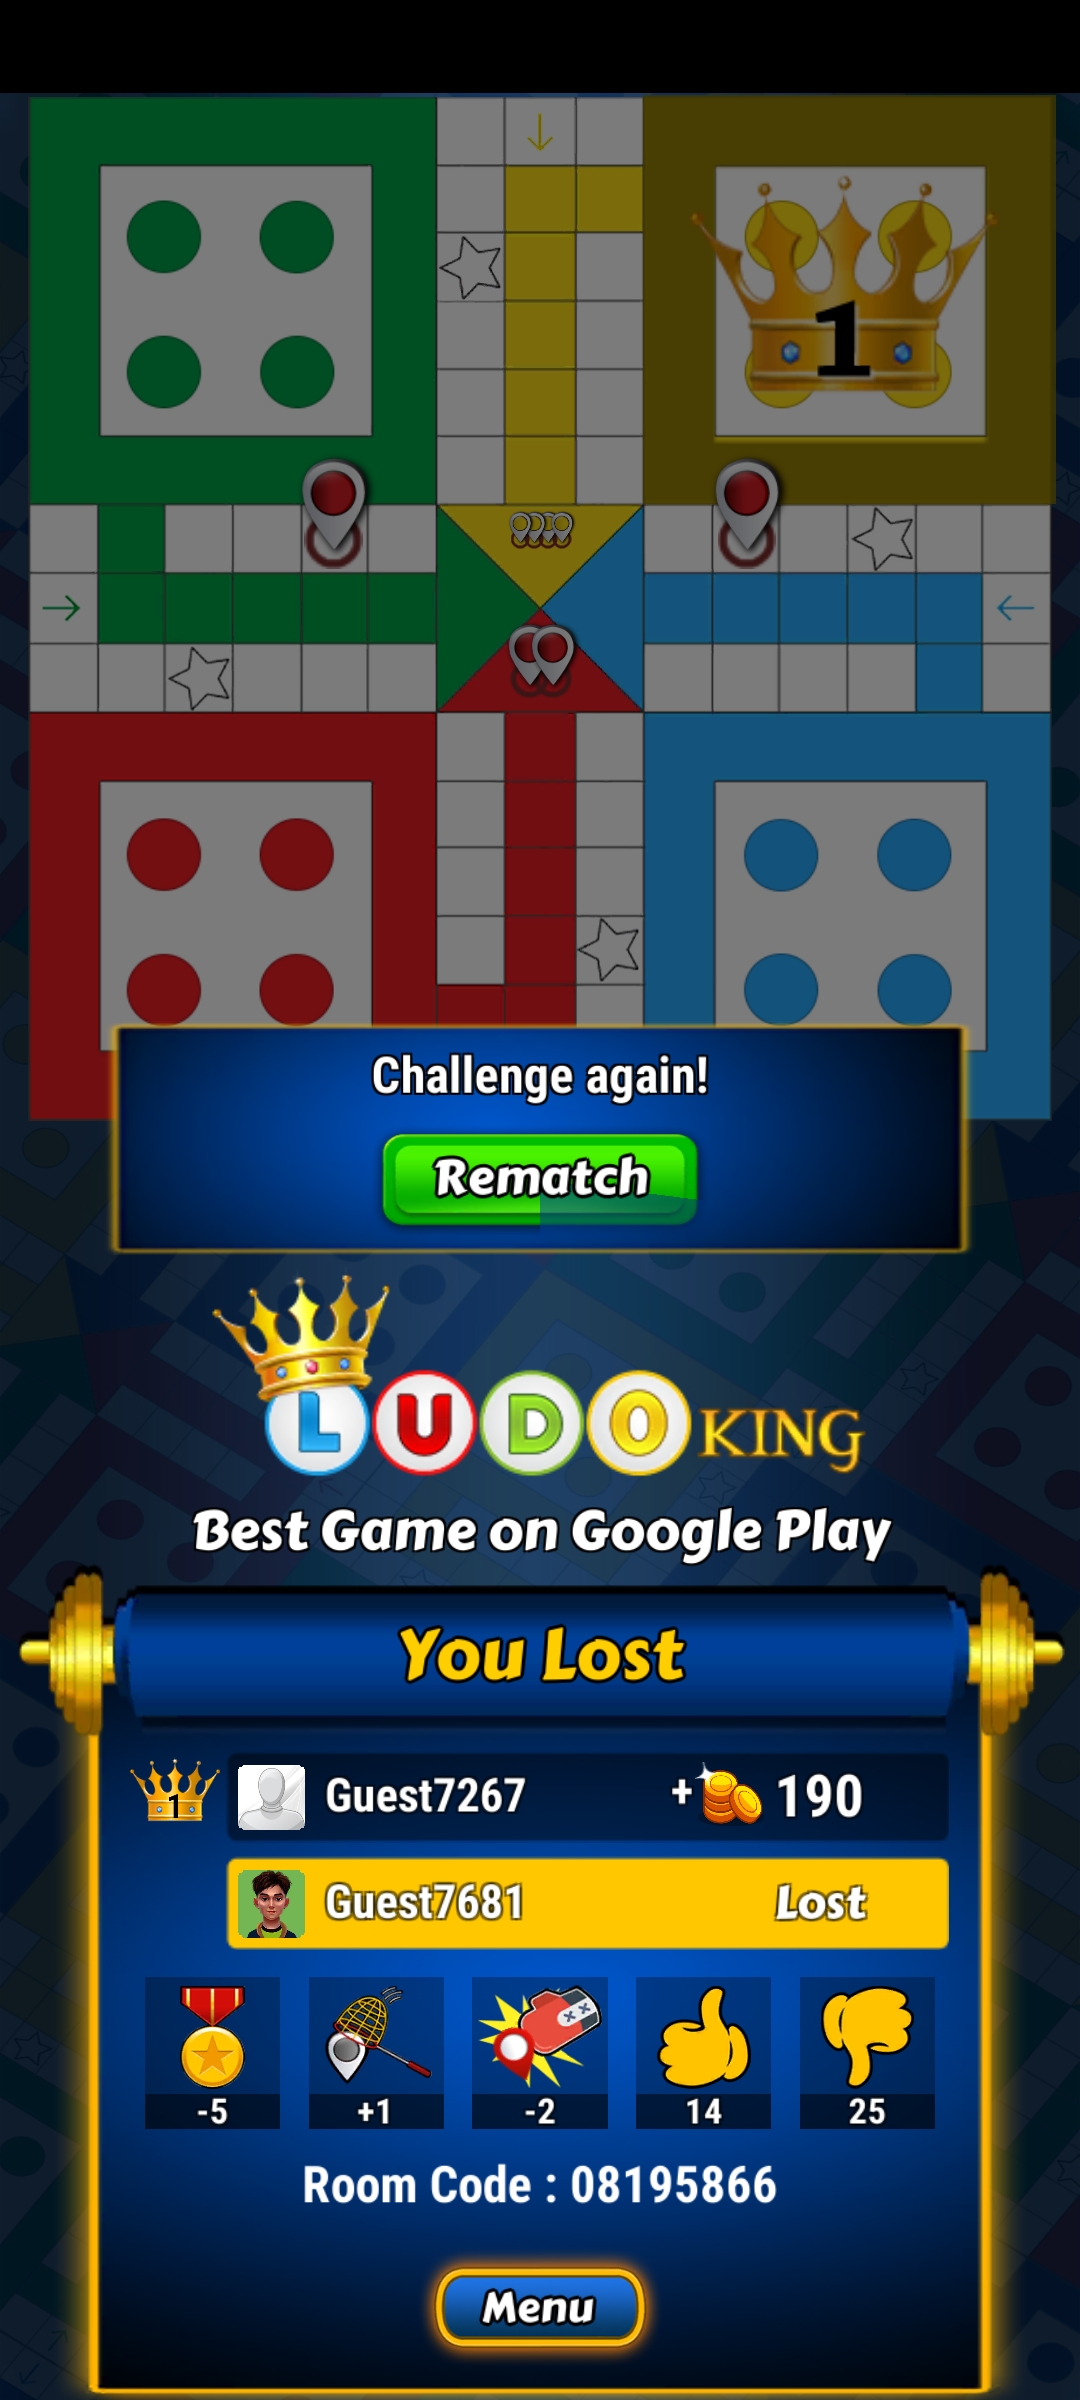 1
Challenge again!
Rematch
LUDO KING
Best Game on Google Play
You Lost
1 Guest7267 + 190
Guest7681 Lost
-5 +1 -2 14 25
Room Code : 08195866
Menu